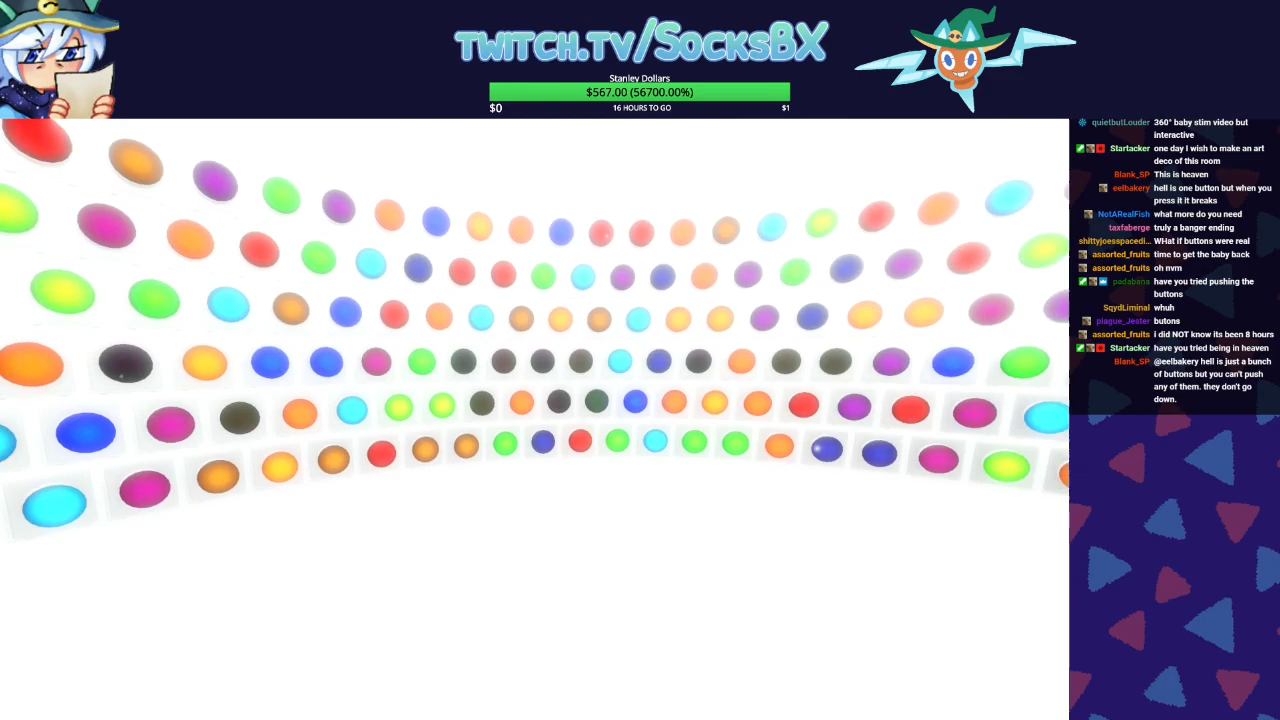 twitch.tv/SocksBX
Stanley Dollars
$567.00 (56700.00%)
$0
16 HOURS TO GO
$1
quietbutLouder 360° baby stim video but
interactive
Startacker one day I wish to make an art
deco of this room
Blank_SP This is heaven
eelbakery hell is one button but when you
press it it breaks
NotARealFish what more do you need
taxfaberge truly a banger ending
shittyjoesspacedi... WHat if buttons were real
assorted_fruits time to get the baby back
assorted_fruits oh nvm
padabana have you tried pushing the
buttons
SqydLiminal whuh
plague_Jester butons
assorted_fruits i did NOT know its been 8 hours
Startacker have you tried being in heaven
Blank_SP @eelbakery hell is just a bunch
of buttons but you can't push
any of them. they don't go
down.